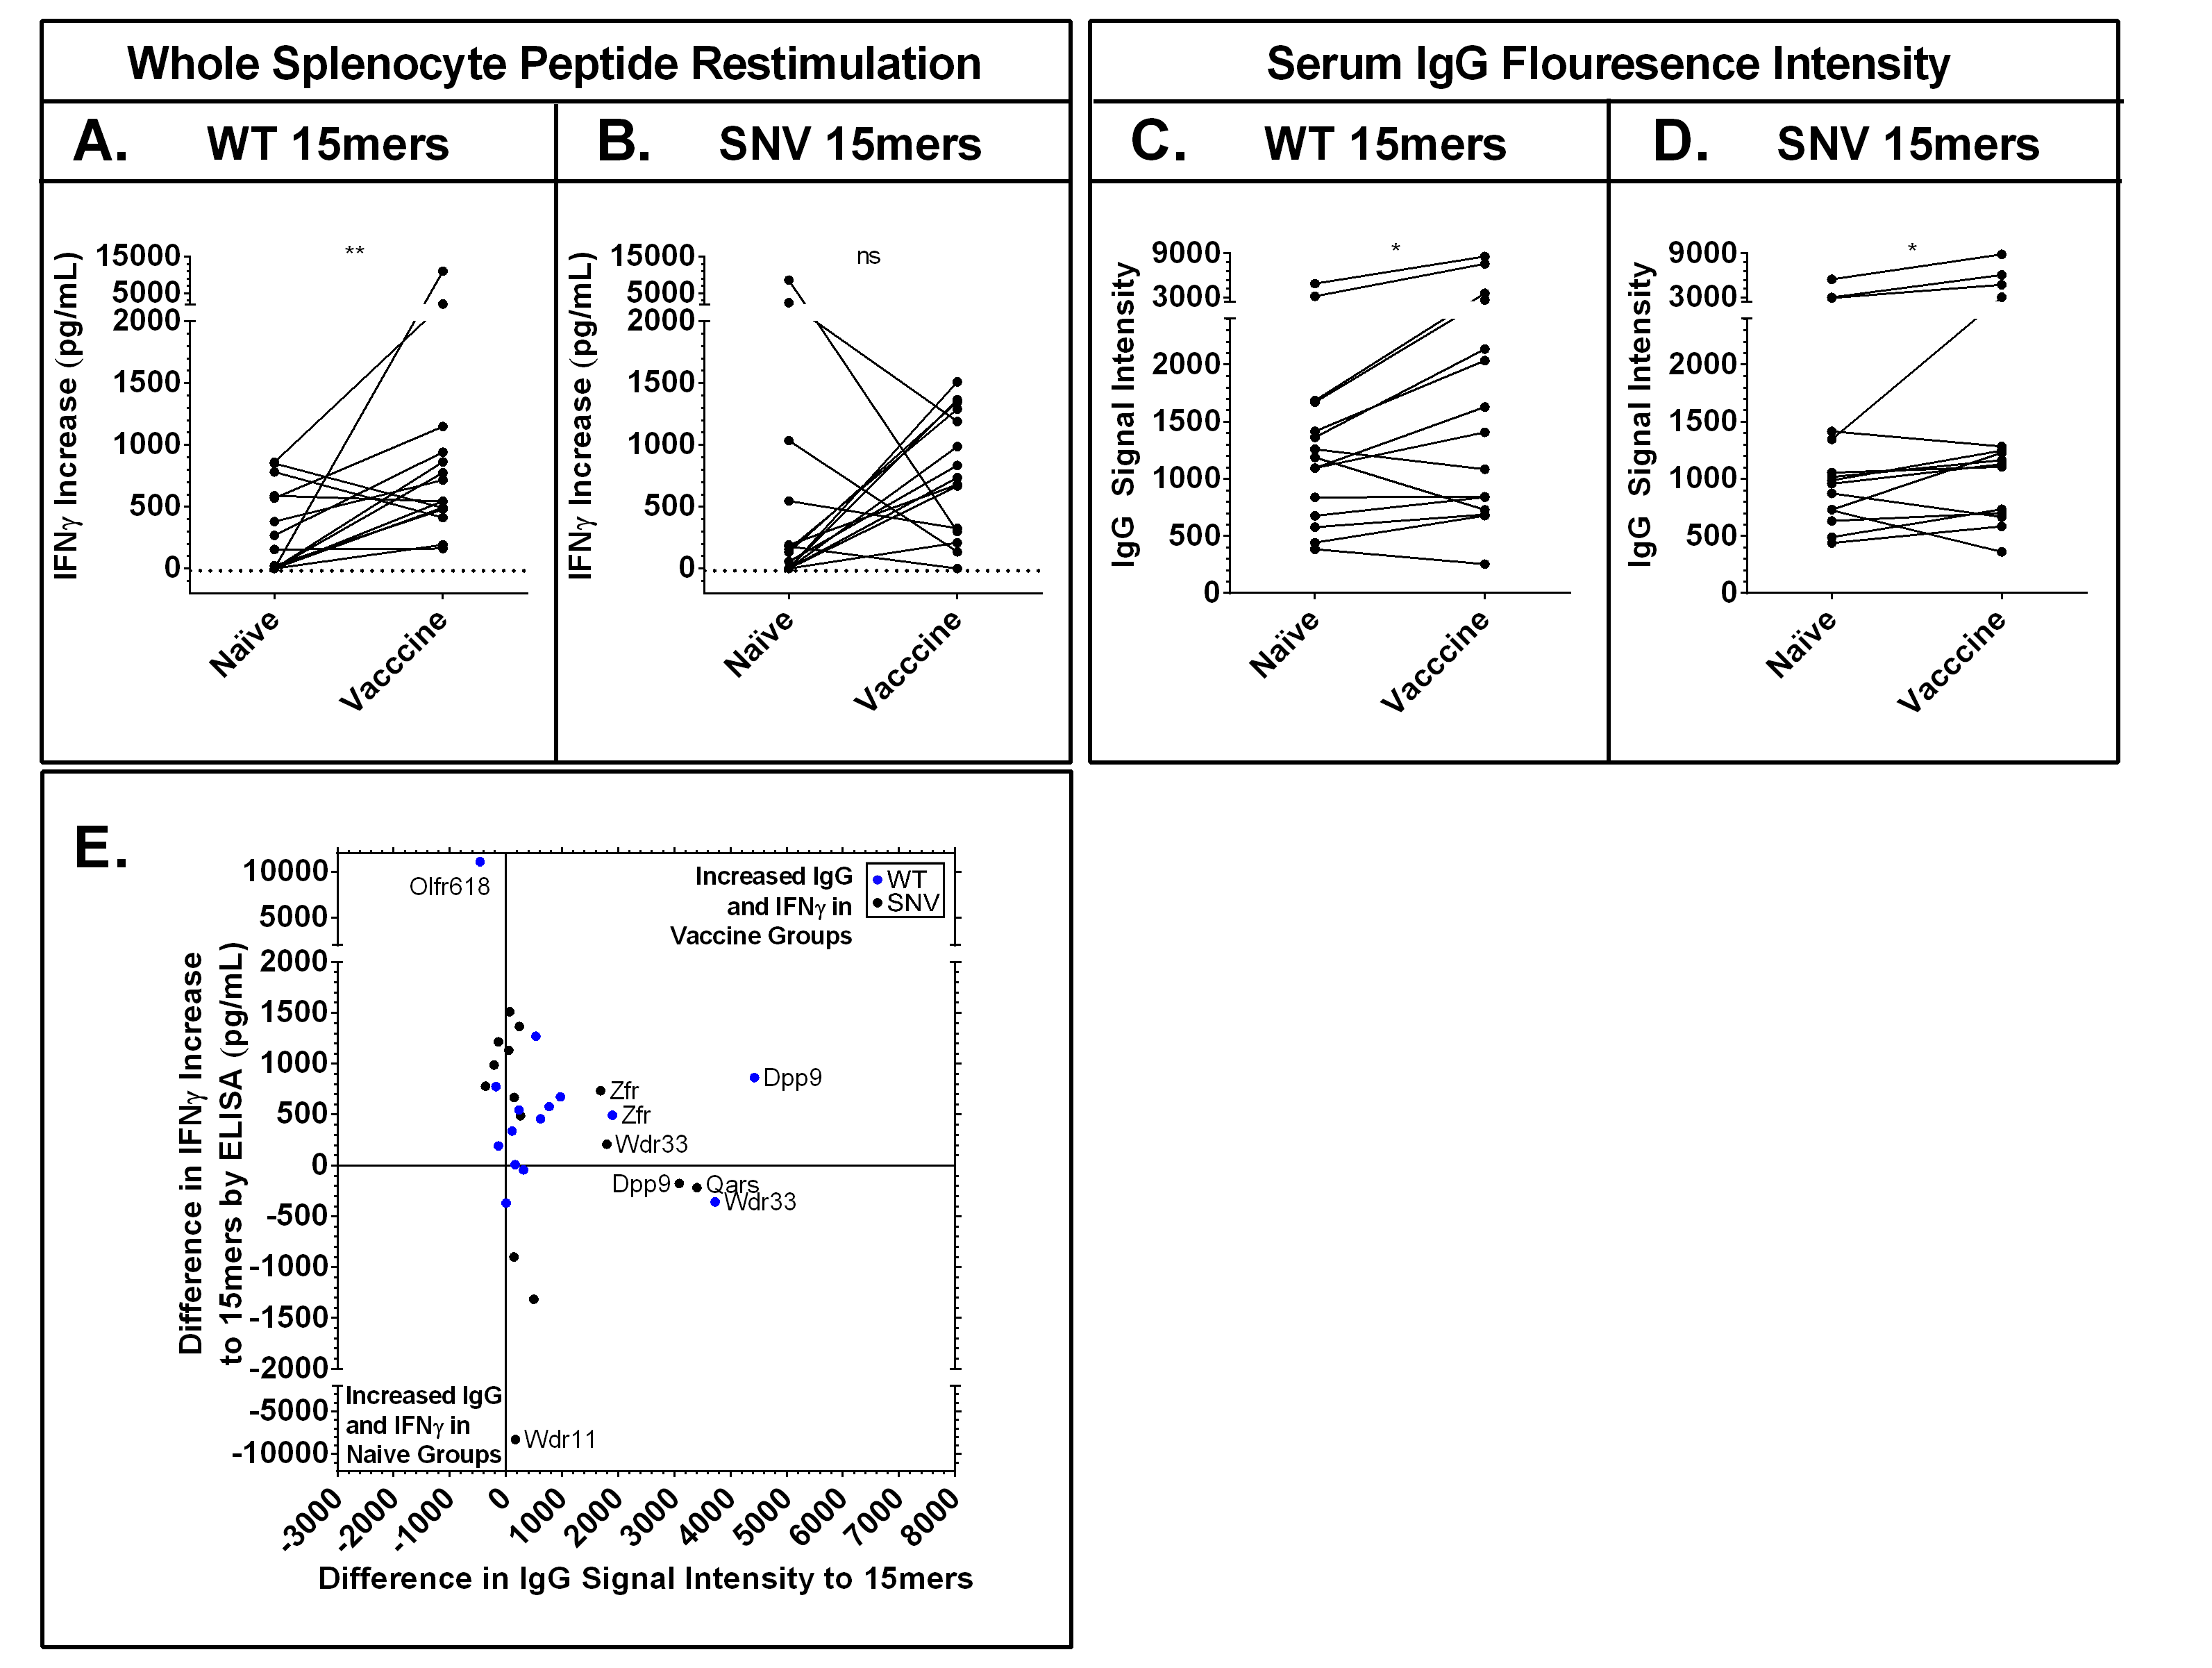 Whole Splenocyte Peptide Restimulation
Serum IgG Flouresence Intensity
A. WT 15mers
B. SNV 15mers
C. WT 15mers
D. SNV 15mers
IFNγ Increase (pg/mL)
15000
5000
2000
1500
1000
500
0
**
Naïve
Vacccine
IFNγ Increase (pg/mL)
15000
5000
2000
1500
1000
500
0
ns
Naïve
Vacccine
IgG Signal Intensity
9000
3000
2000
1500
1000
500
0
*
Naïve
Vacccine
IgG Signal Intensity
9000
3000
2000
1500
1000
500
0
*
Naïve
Vacccine
E.
Difference in IFNγ Increase
to 15mers by ELISA (pg/mL)
10000
5000
2000
1500
1000
500
0
-500
-1000
-1500
-2000
-5000
-10000
Olfr618
Increased IgG
and IFNγ in
Vaccine Groups
WT
SNV
Dpp9
Zfr
Zfr
Wdr33
Dpp9
Qars
Wdr33
Increased IgG
and IFNγ in
Naive Groups
Wdr11
-3000
-2000
-1000
0
1000
2000
3000
4000
5000
6000
7000
8000
Difference in IgG Signal Intensity to 15mers